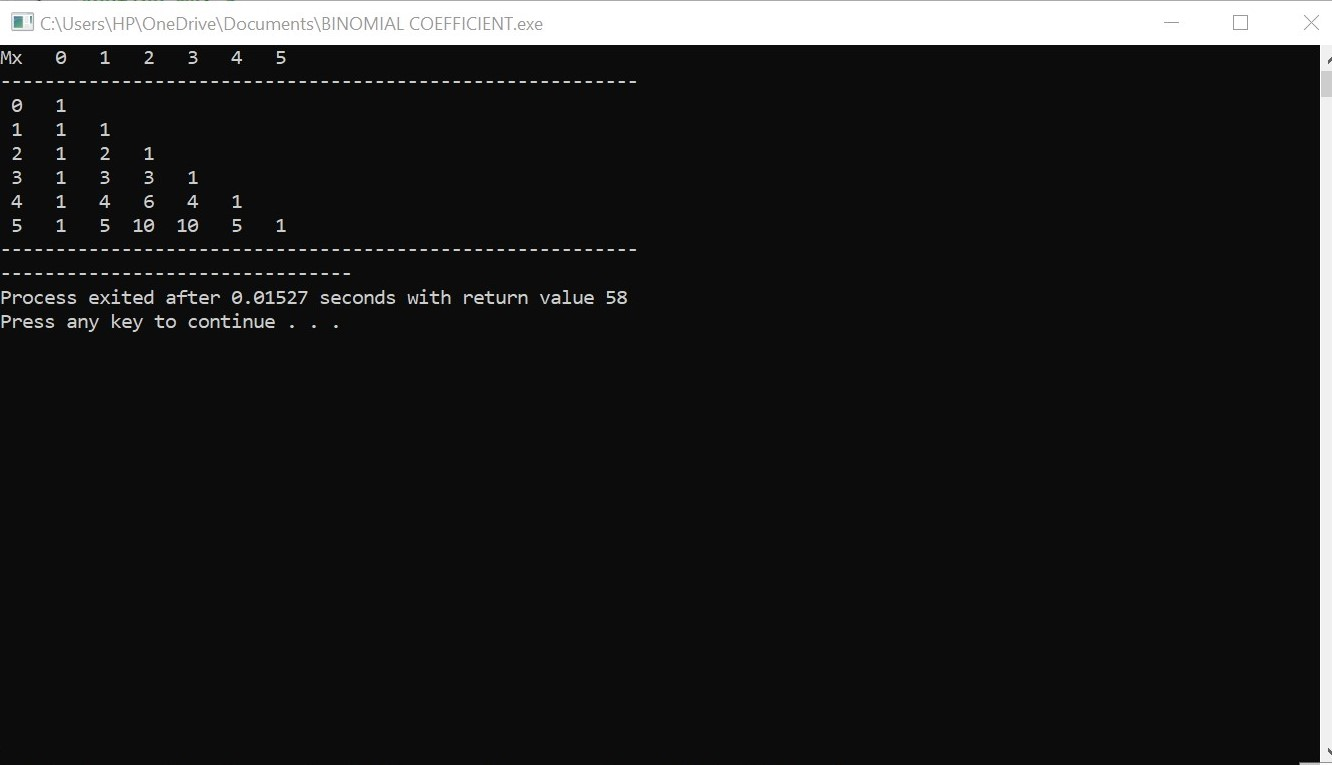 C:\Users\HP\OneDrive\Documents\BINOMIAL COEFFICIENT.exe
Mx   0   1   2   3   4   5
----------------------------------------------------------
 0   1
 1   1   1
 2   1   2   1
 3   1   3   3   1
 4   1   4   6   4   1
 5   1   5  10  10   5   1
----------------------------------------------------------
--------------------------------
Process exited after 0.01527 seconds with return value 58
Press any key to continue . . .